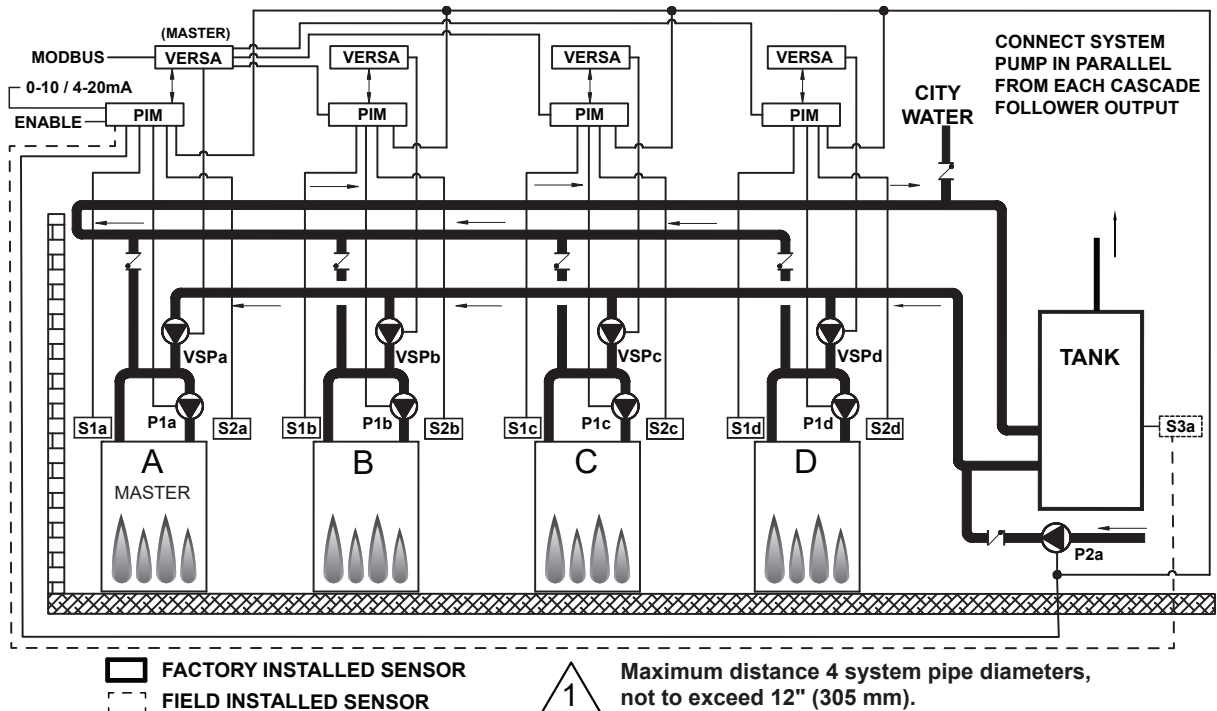 (MASTER)
MODBUS
VERSA
VERSA
VERSA
VERSA
CONNECT SYSTEM
PUMP IN PARALLEL
FROM EACH CASCADE
FOLLOWER OUTPUT
0-10 / 4-20mA
ENABLE
PIM
PIM
PIM
PIM
CITY
WATER
VSPa
VSPb
VSPc
VSPd
TANK
S1a
P1a
S2a
S1b
P1b
S2b
S1c
P1c
S2c
S1d
P1d
S2d
S3a
A
MASTER
B
C
D
P2a
FACTORY INSTALLED SENSOR
FIELD INSTALLED SENSOR
1
Maximum distance 4 system pipe diameters,
not to exceed 12" (305 mm).